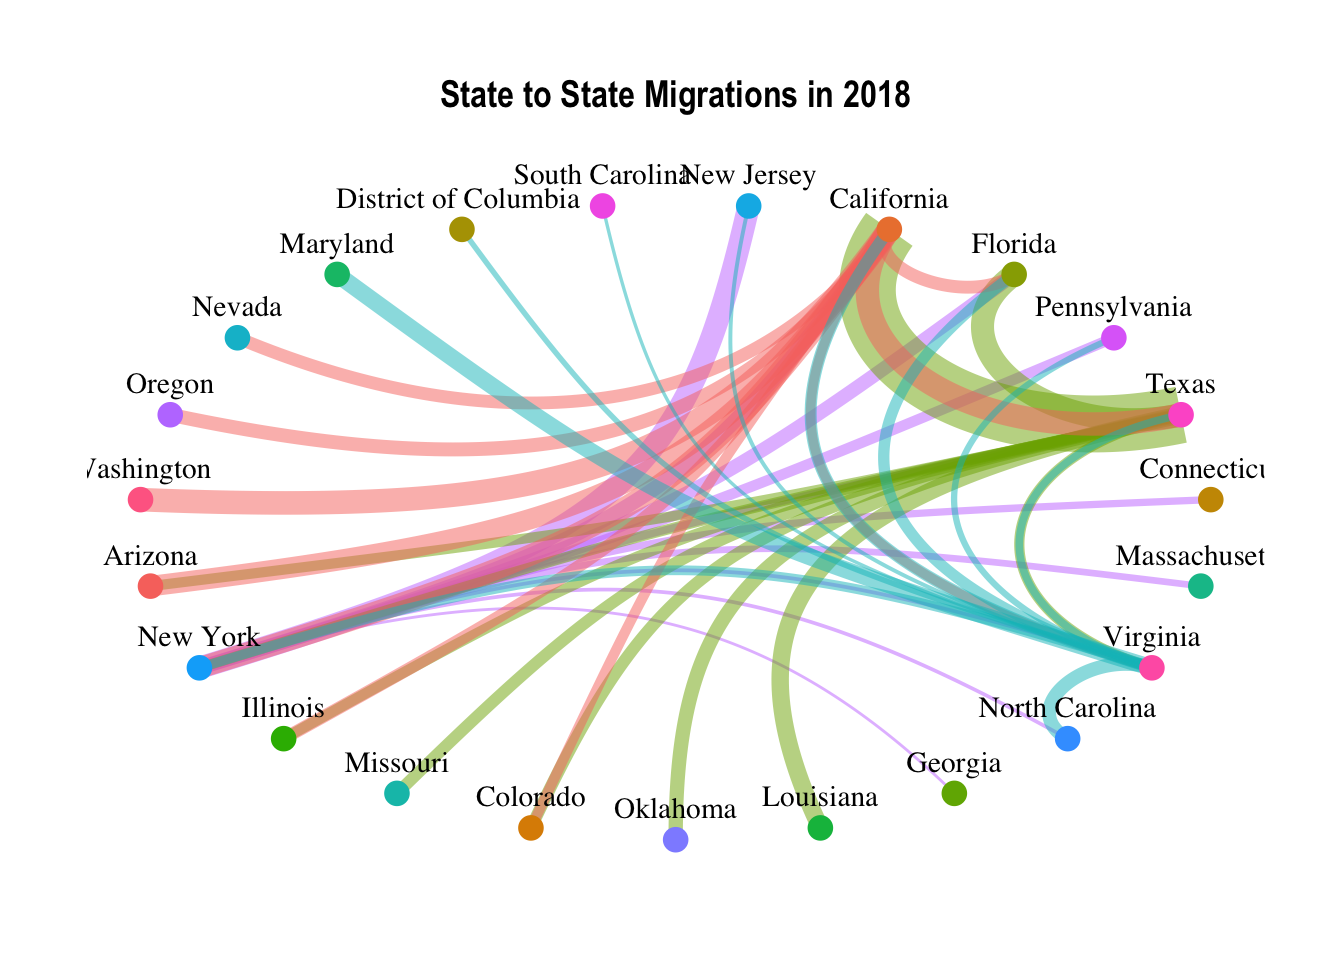 State to State Migrations in 2018
South Carolina
New Jersey
District of Columbia
California
Maryland
Florida
Nevada
Pennsylvania
Oregon
Texas
Washington
Connecticu
Arizona
Massachuset
New York
Virginia
Illinois
North Carolina
Missouri
Georgia
Colorado
Oklahoma
Louisiana